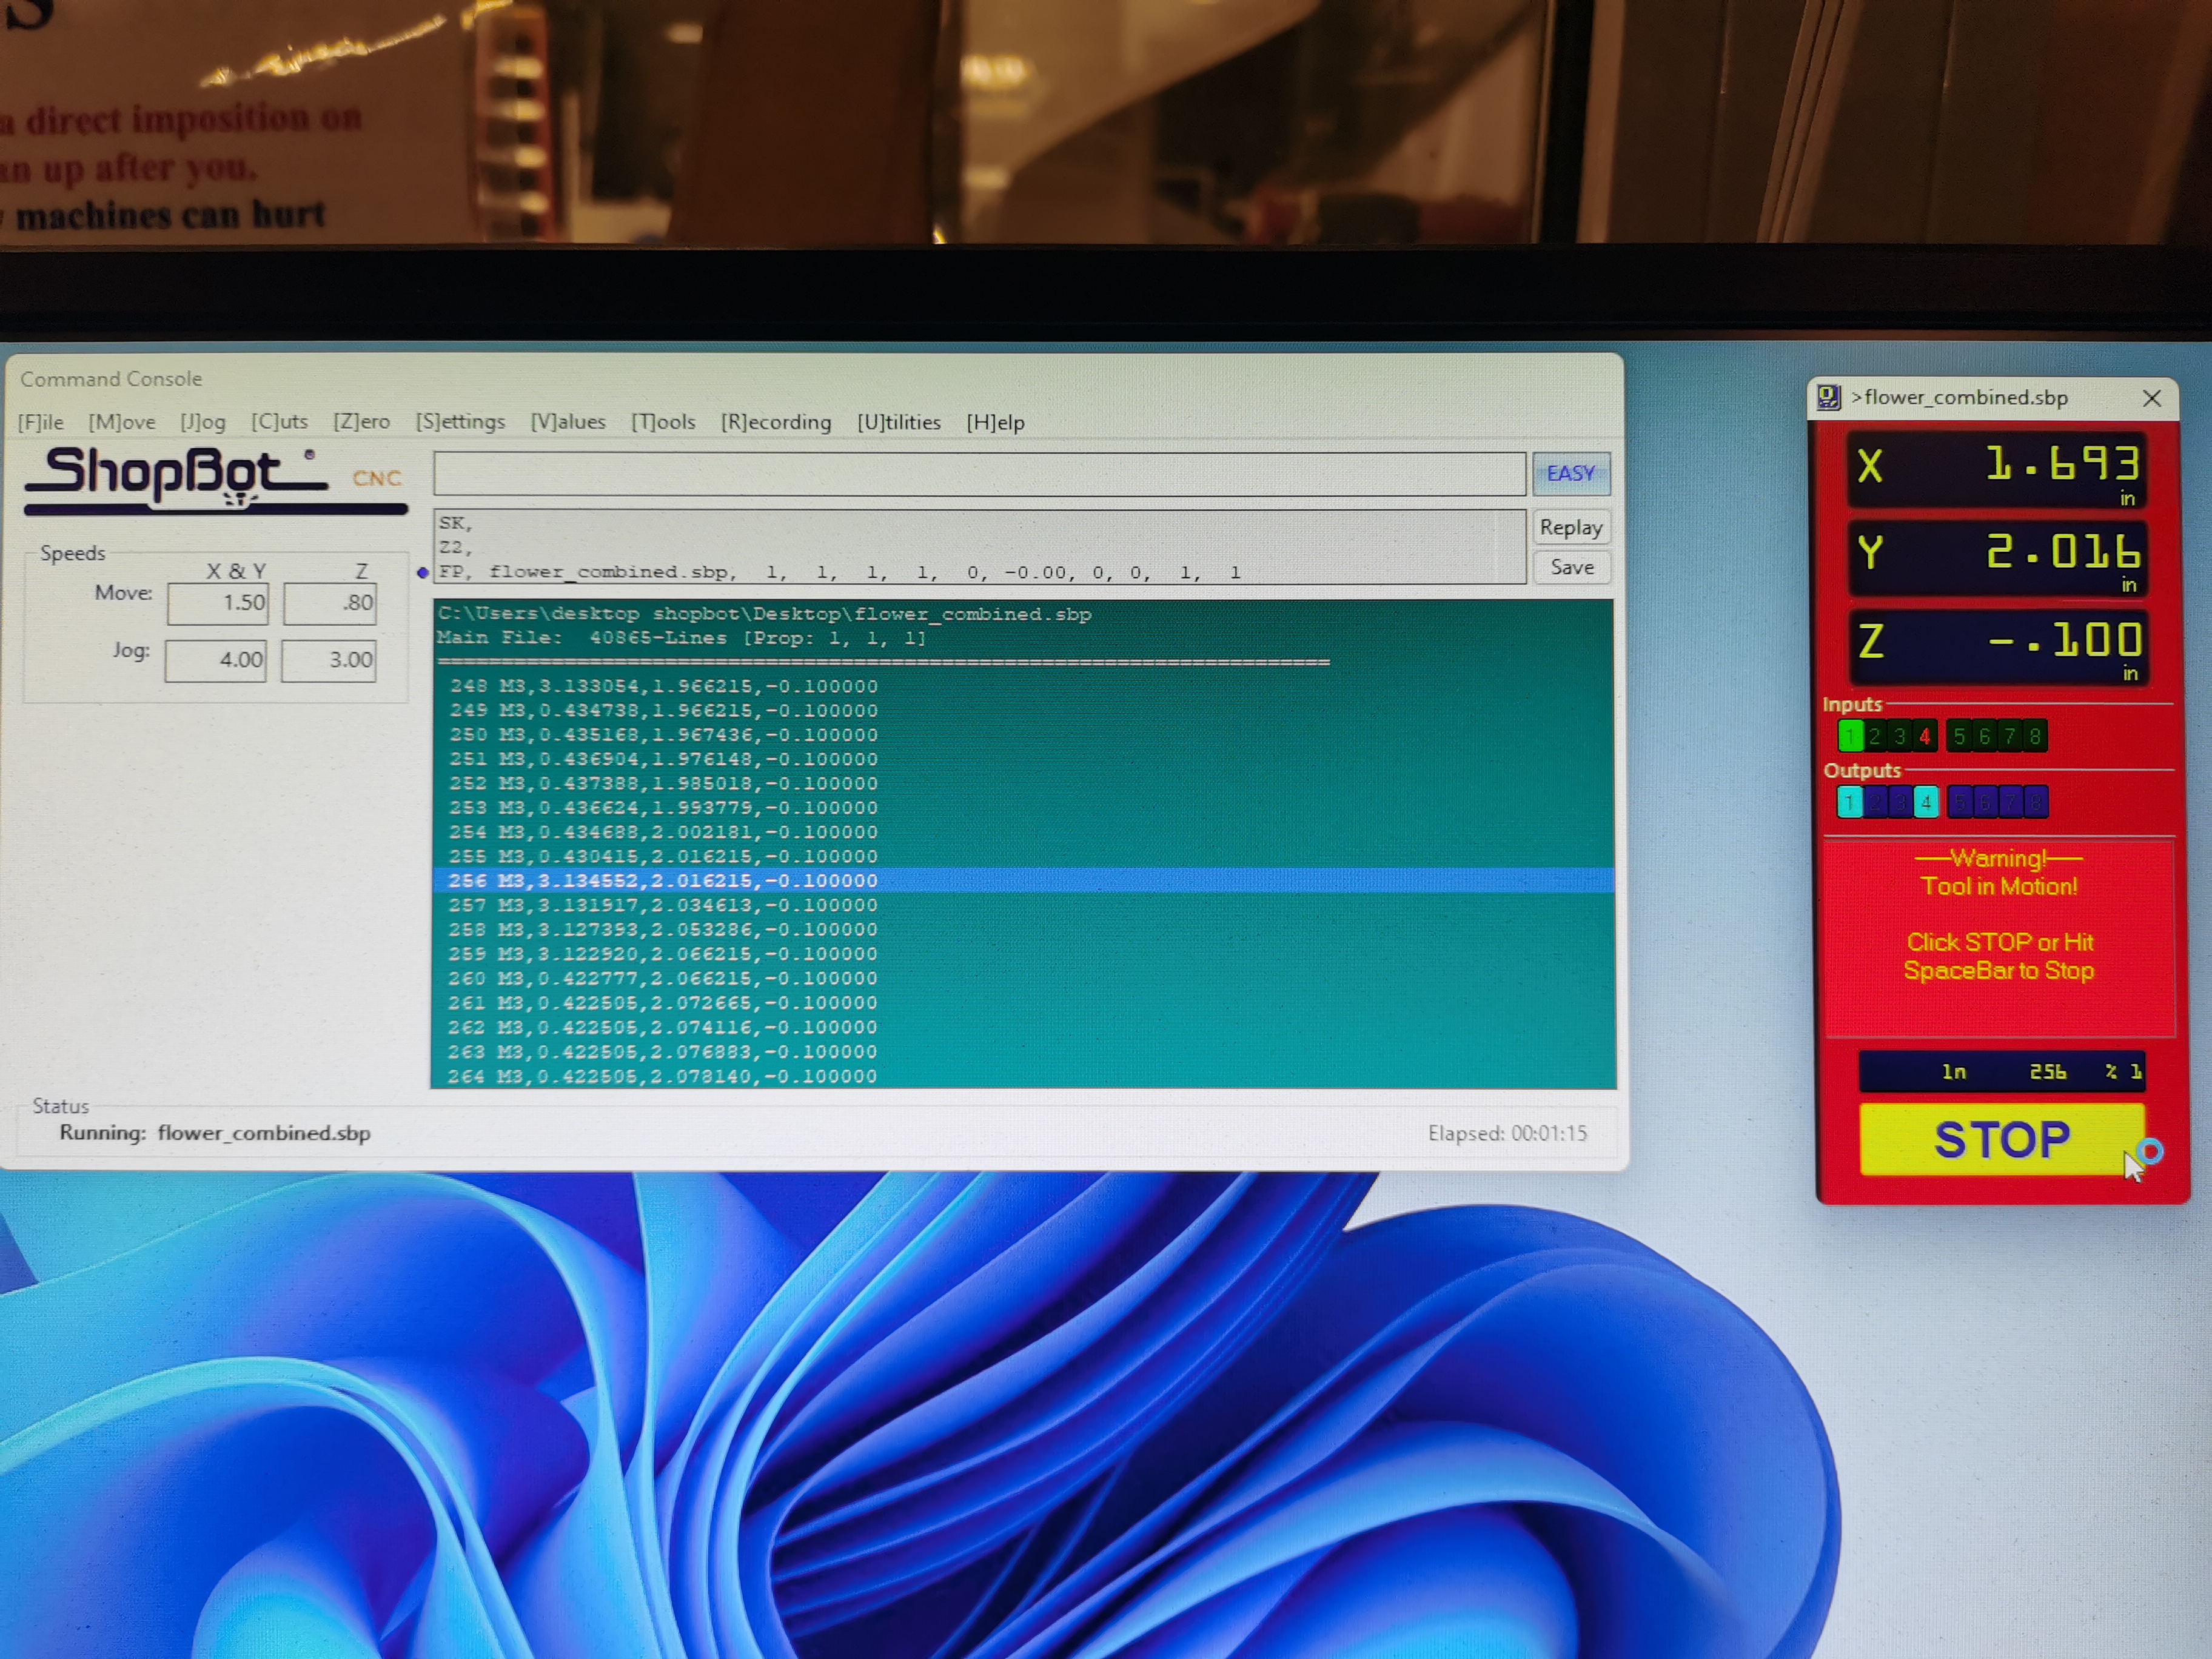 S
a direct imposition on
an up after you.
machines can hurt
Command Console
[F]ile [M]ove [J]og [C]uts [Z]ero [S]ettings [V]alues [T]ools [R]ecording [U]tilities [H]elp
ShopBot CNC
EASY
SK,
Z2,
FP, flower_combined.sbp, 1, 1, 1, 1, 0, -0.00, 0, 0, 1, 1
Replay
Save
Speeds
X & Y Z
Move: 1.50 .80
Jog: 4.00 3.00
C:\Users\desktop shopbot\Desktop\flower_combined.sbp
Main File: 40865-Lines [Prop: 1, 1, 1]
248 M3,3.133054,1.966215,-0.100000
249 M3,0.434738,1.966215,-0.100000
250 M3,0.435168,1.967436,-0.100000
251 M3,0.436904,1.976148,-0.100000
252 M3,0.437388,1.985018,-0.100000
253 M3,0.436624,1.993779,-0.100000
254 M3,0.434688,2.002181,-0.100000
255 M3,0.430415,2.016215,-0.100000
256 M3,3.134552,2.016215,-0.100000
257 M3,3.131917,2.034613,-0.100000
258 M3,3.127393,2.053286,-0.100000
259 M3,3.122920,2.066215,-0.100000
260 M3,0.422777,2.066215,-0.100000
261 M3,0.422505,2.072665,-0.100000
262 M3,0.422505,2.074116,-0.100000
263 M3,0.422505,2.076883,-0.100000
264 M3,0.422505,2.078140,-0.100000
Status
Running: flower_combined.sbp
Elapsed: 00:01:15
>flower_combined.sbp
X 1.693
in
Y 2.016
in
Z -.100
in
Inputs
1 2 3 4 5 6 7 8
Outputs
1 2 3 4 5 6 7 8
Warning!
Tool in Motion!
Click STOP or Hit
SpaceBar to Stop
ln 256 % 1
STOP